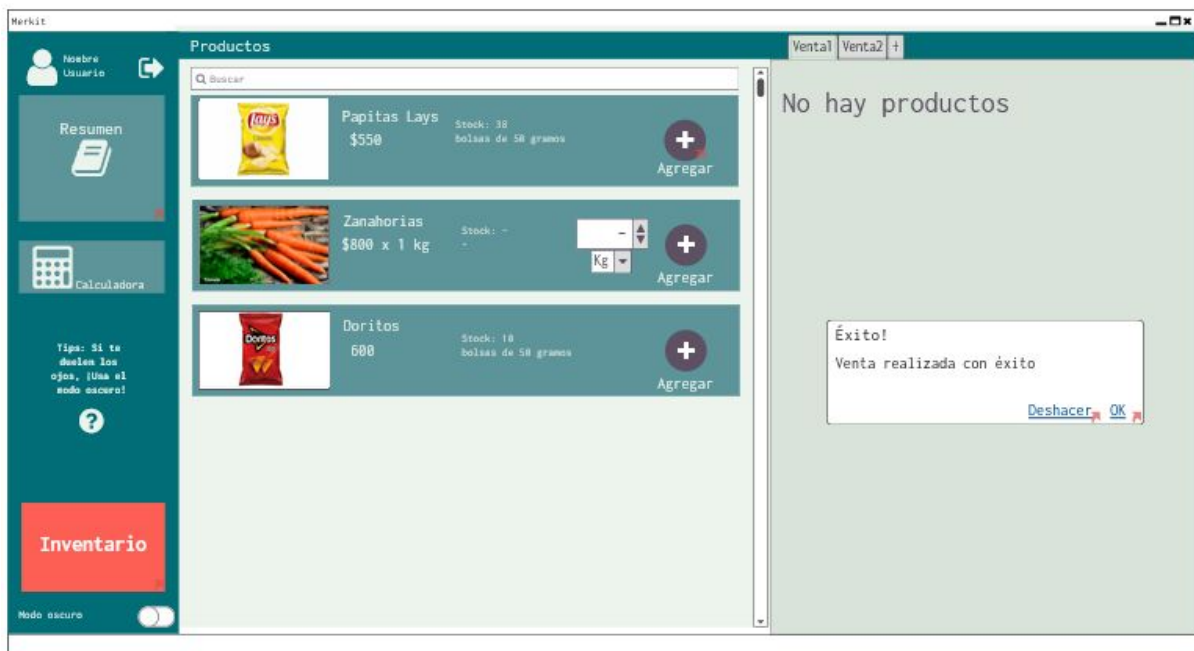 Merkit
Nombre
Usuario
Resumen
Calculadora
Tips: Si te
duelen los
ojos, ¡Usa el
modo oscuro!
?
Inventario
Modo oscuro
Productos
Buscar
Lay's
Papitas Lays
$550
Stock: 38
bolsas de 50 gramos
Agregar
Zanahorias
$800 x 1 kg
Stock: -
-
-
Kg
Agregar
Doritos
Doritos
600
Stock: 10
bolsas de 50 gramos
Agregar
Venta1 Venta2 +
No hay productos
Éxito!
Venta realizada con éxito
Deshacer OK